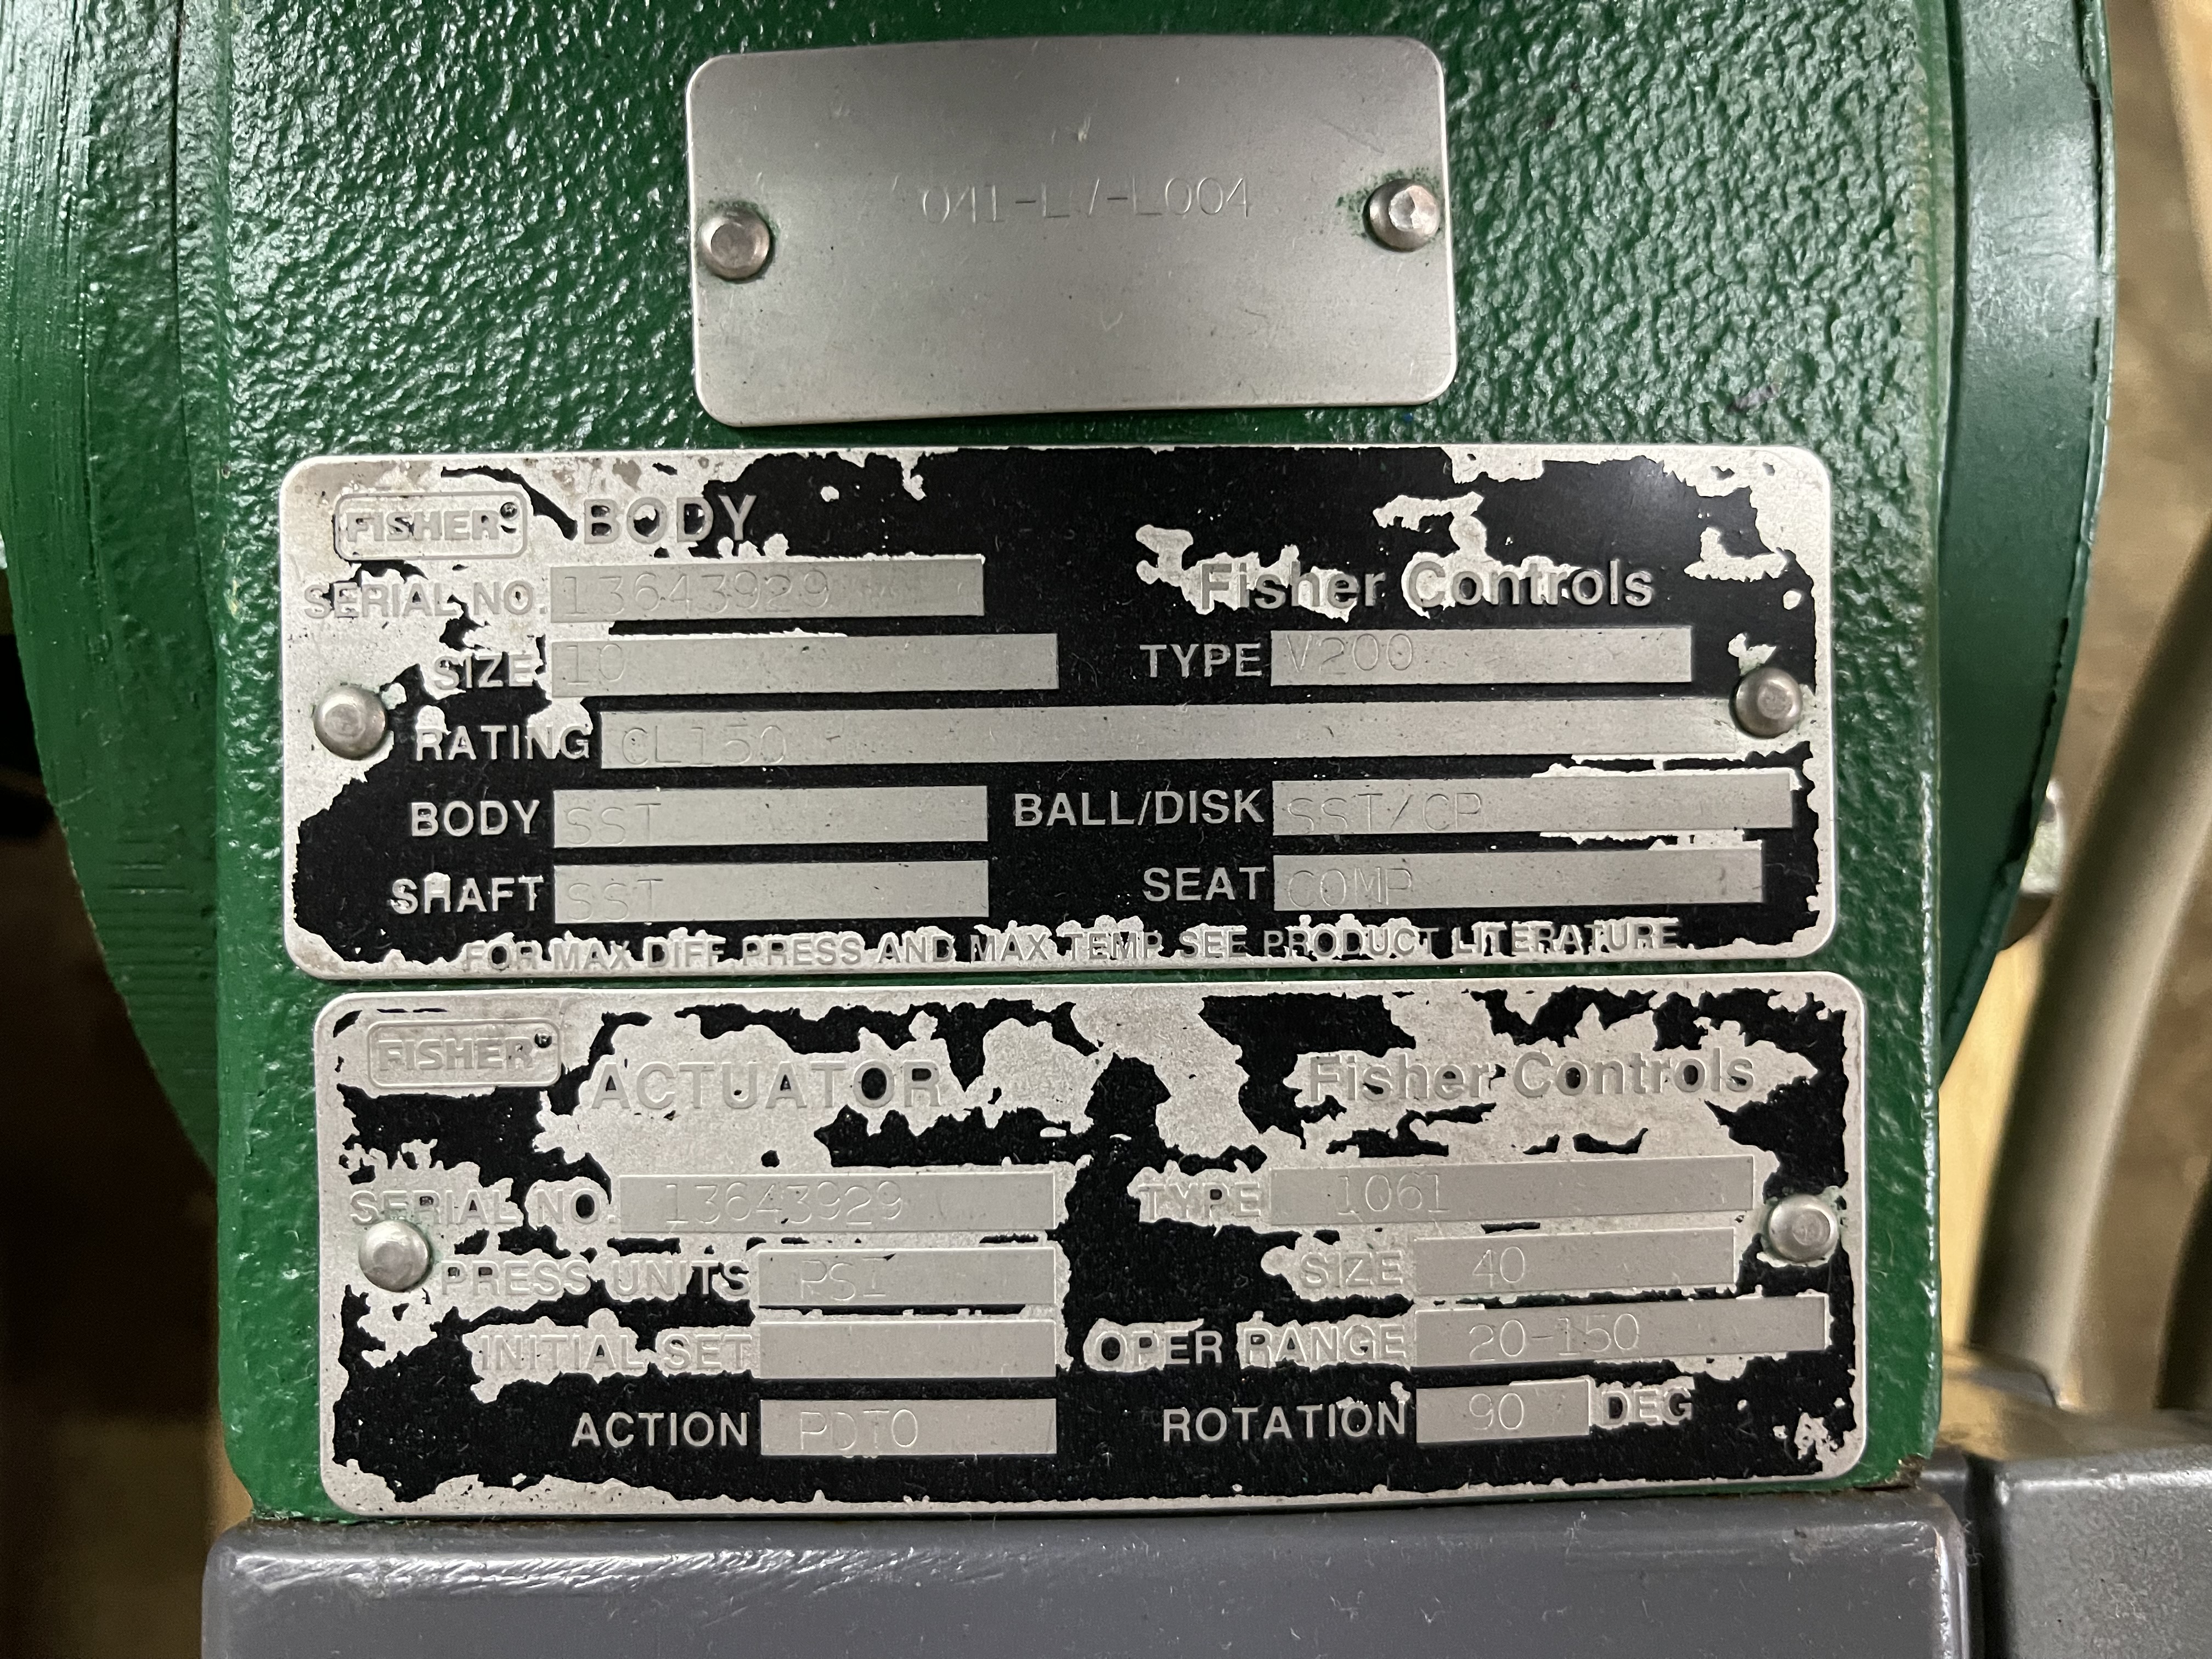 FISHER® BODY
Fisher Controls
SERIAL NO. 13643929
SIZE 10 TYPE V200
RATING CL150
BODY SST BALL/DISK SST/CP
SHAFT SST SEAT COMP
FOR MAX DIFF PRESS AND MAX TEMP SEE PRODUCT LITERATURE
FISHER® ACTUATOR Fisher Controls
SERIAL NO. 13643929 TYPE 1061
PRESS UNITS PSI SIZE 40
INITIAL SET OPER RANGE 20-150
ACTION PDTO ROTATION 90 DEG